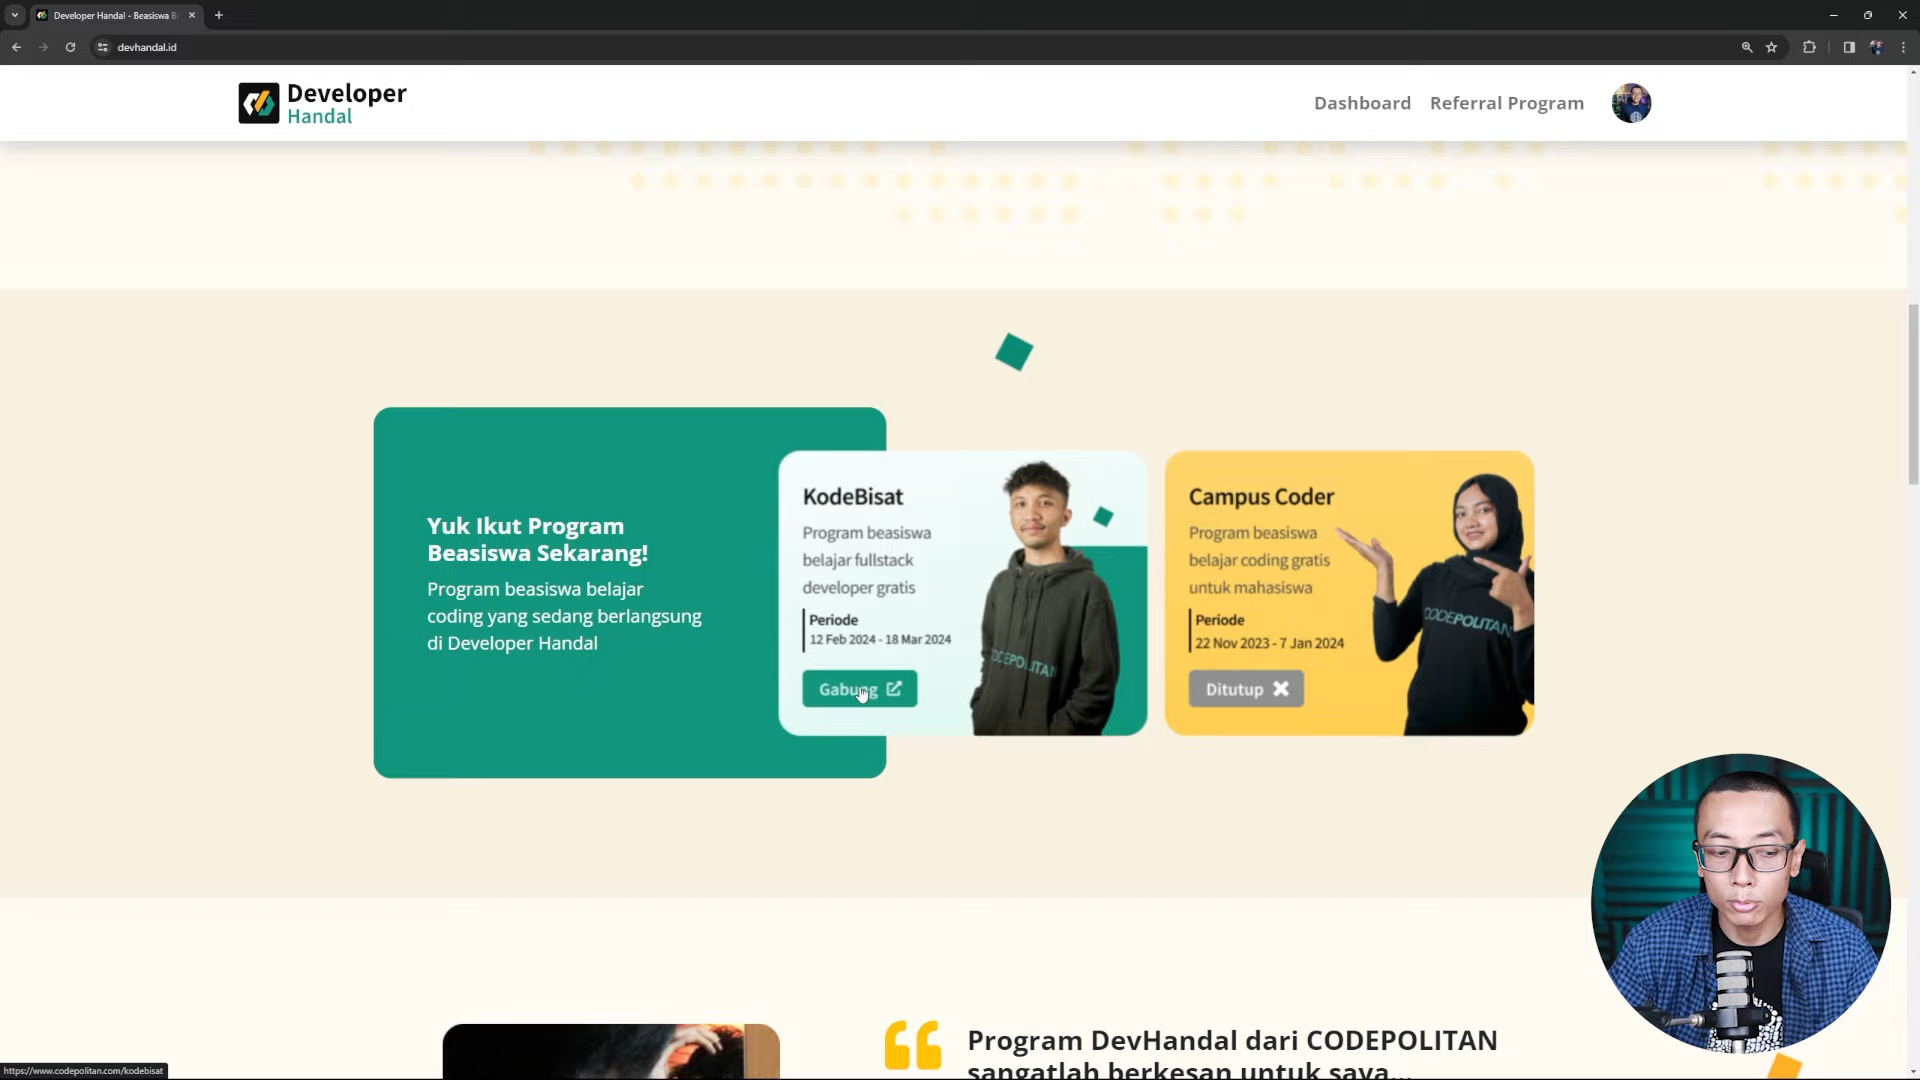 Developer Handal - Beasiswa B
devhandal.id
Developer
Handal
Dashboard
Referral Program
Yuk Ikut Program
Beasiswa Sekarang!
Program beasiswa belajar
coding yang sedang berlangsung
di Developer Handal
KodeBisat
Program beasiswa
belajar fullstack
developer gratis
Periode
12 Feb 2024 - 18 Mar 2024
Gabung
CODEPOLITAN
Campus Coder
Program beasiswa
belajar coding gratis
untuk mahasiswa
Periode
22 Nov 2023 - 7 Jan 2024
Ditutup
CODEPOLITAN
Program DevHandal dari CODEPOLITAN
sangatlah berkesan untuk saya...
https://www.codepolitan.com/kodebisat